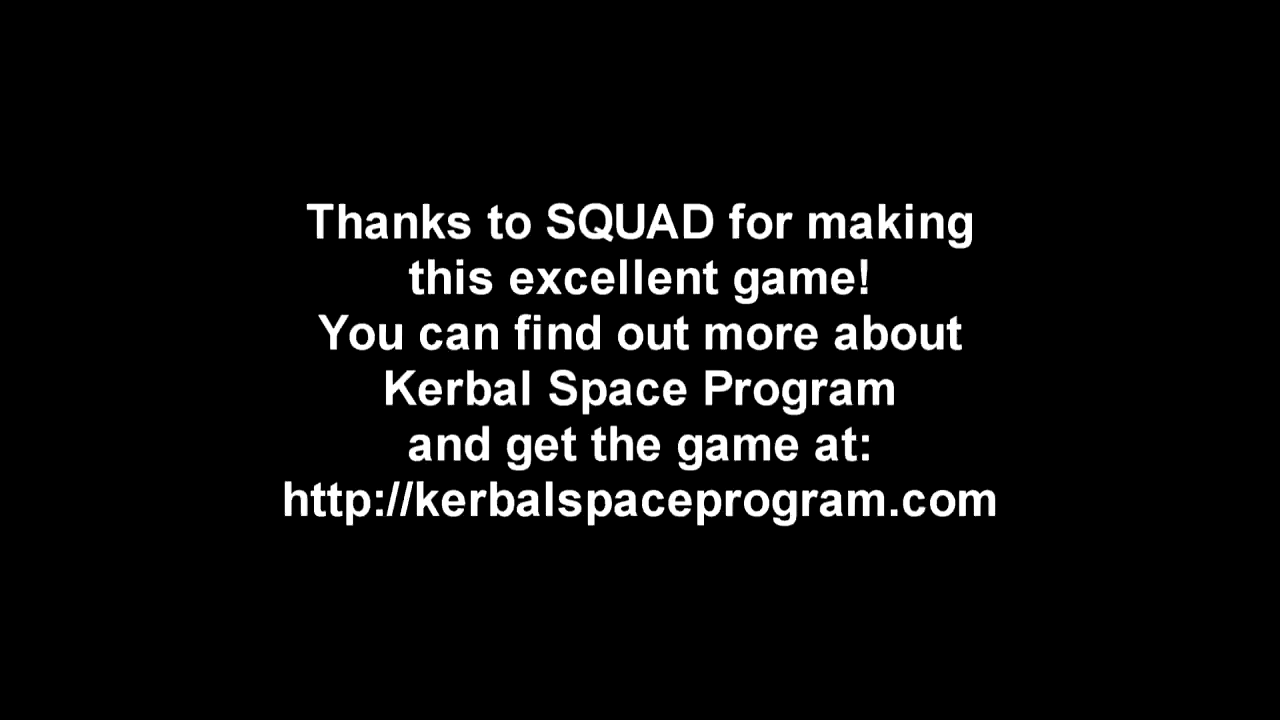 Thanks to SQUAD for making
this excellent game!
You can find out more about
Kerbal Space Program
and get the game at:
http://kerbalspaceprogram.com